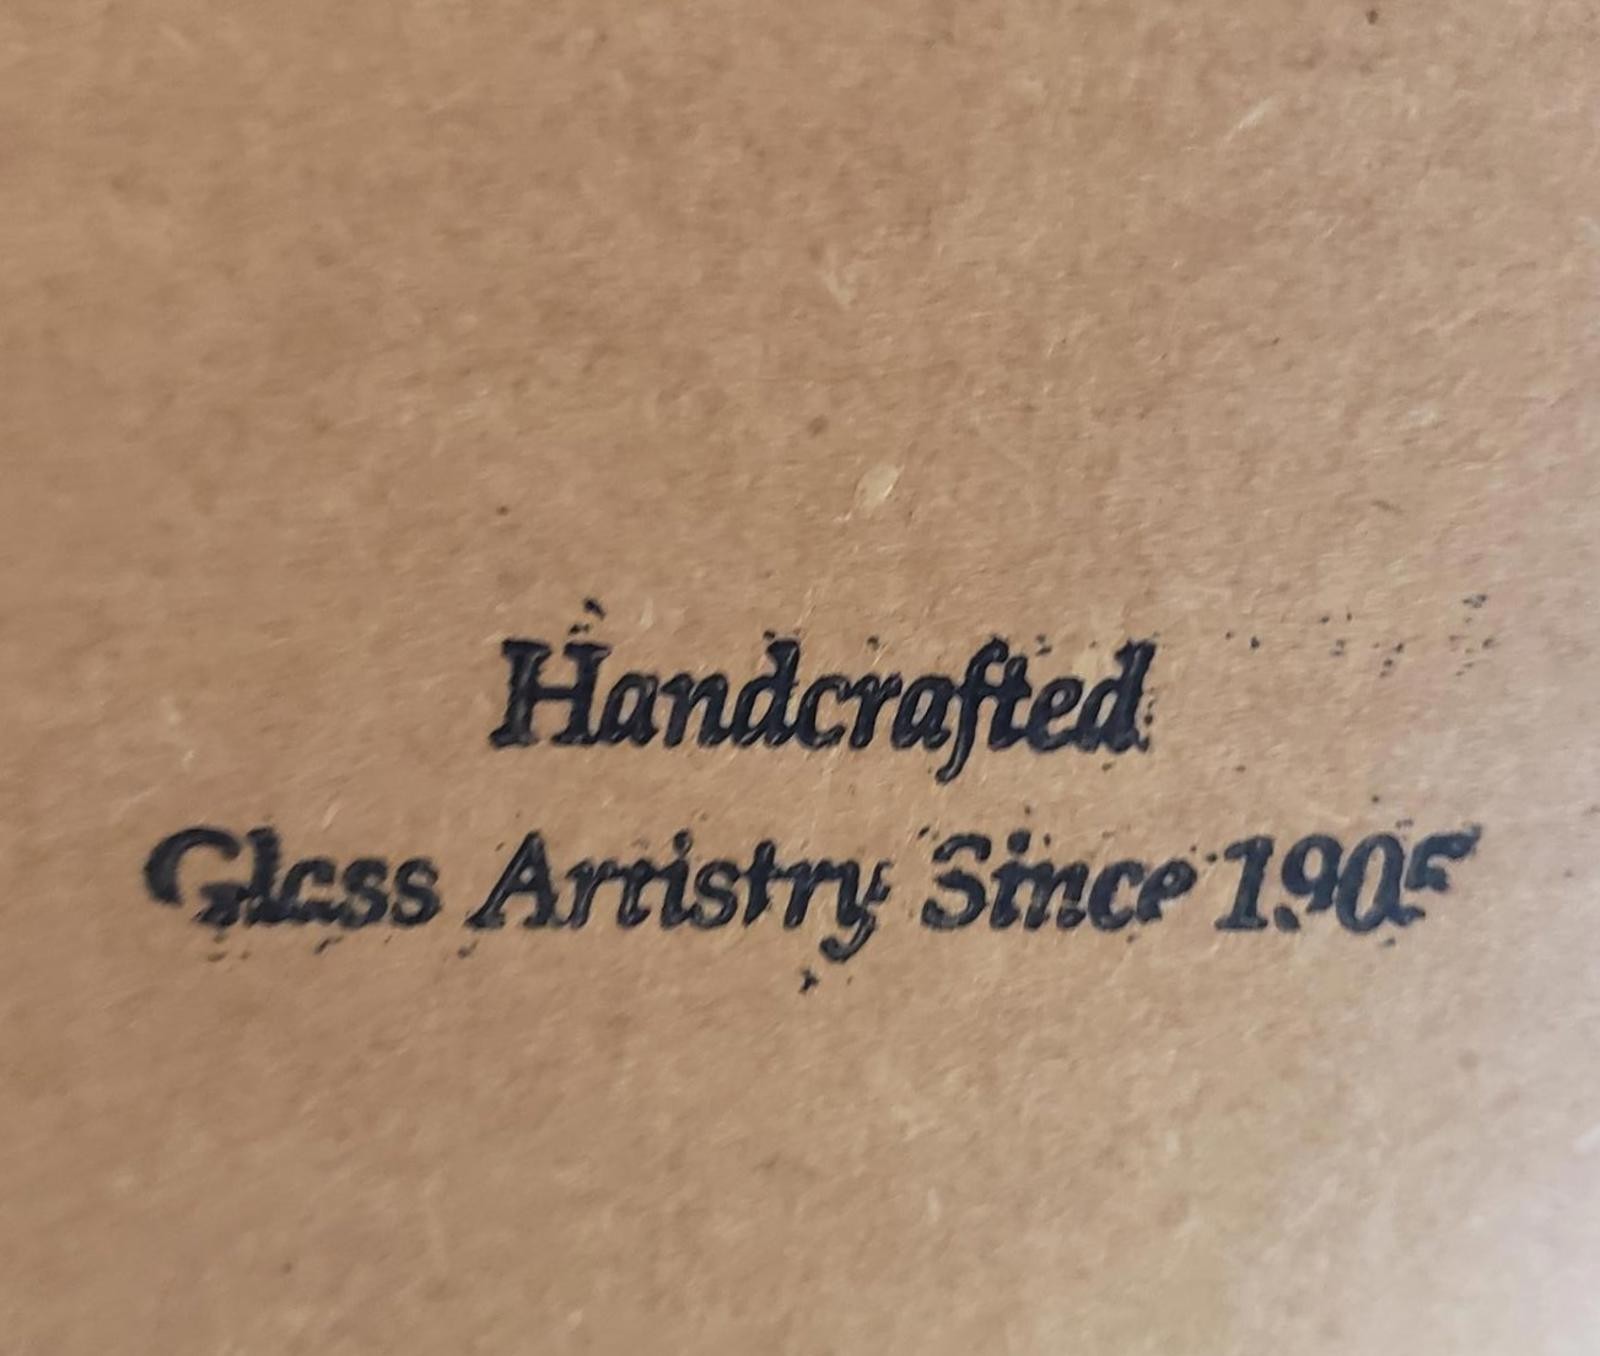 Handcrafted
Glass Artistry Since 1905